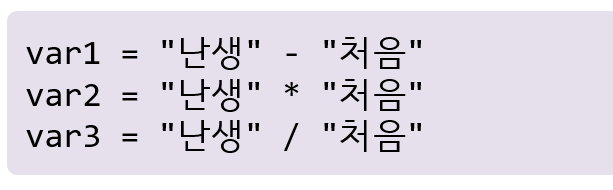 var1 = "난생" - "처음"
var2 = "난생" * "처음"
var3 = "난생" / "처음"